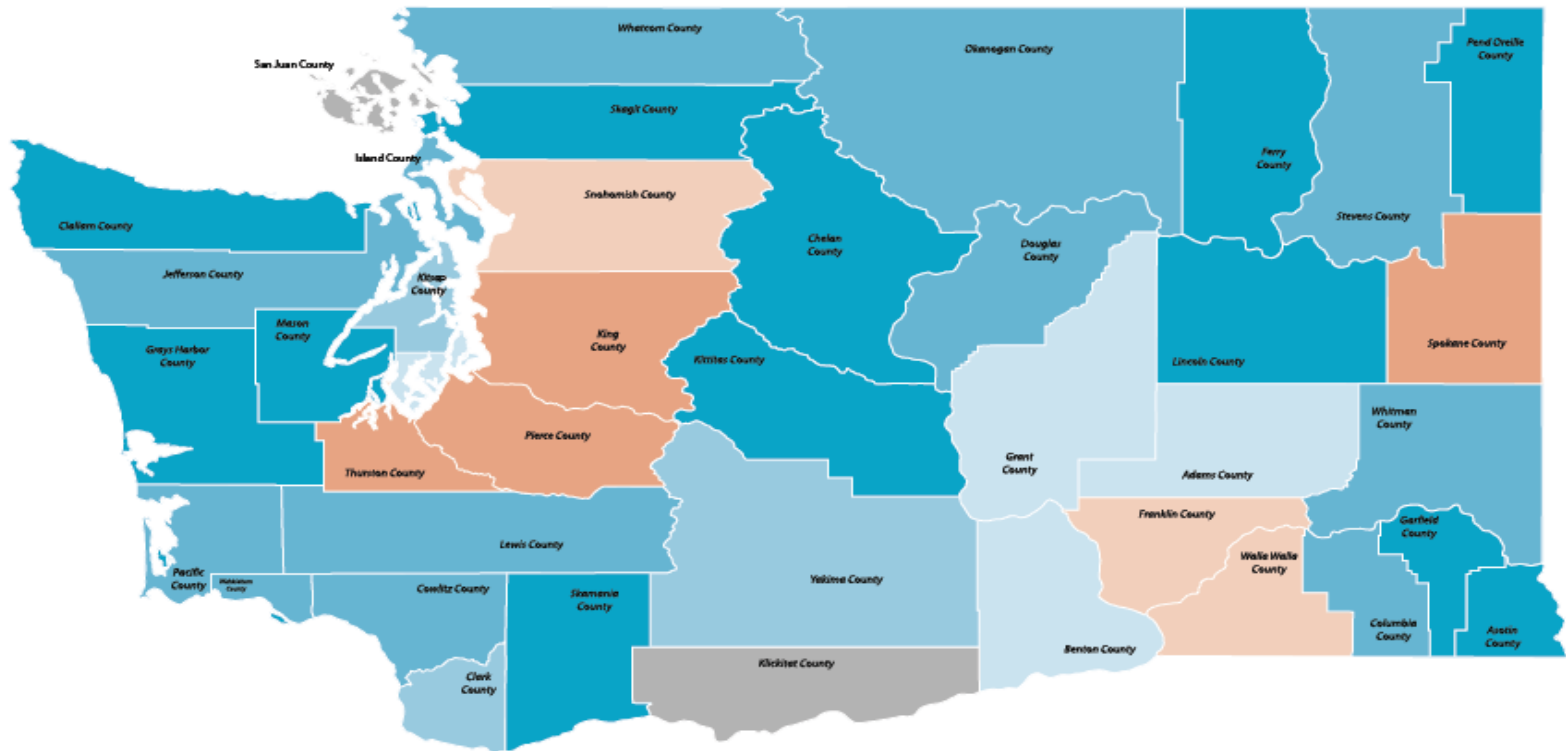 Whatcom County
Okanogan County
Pend Oreille
County
San Juan County
Skagit County
Island County
Ferry
County
Snohomish County
Stevens County
Clallam County
Chelan
County
Douglas
County
Jefferson County
Kitsap
County
Mason
County
King
County
Grays Harbor
County
Kittitas County
Lincoln County
Spokane County
Whitman
County
Pierce County
Thurston County
Grant
County
Adams County
Franklin County
Garfield
County
Lewis County
Walla Walla
County
Pacific
County
Wahkiakum
County
Cowlitz County
Skamania
County
Yakima County
Columbia
County
Asotin
County
Benton County
Klickitat County
Clark
County